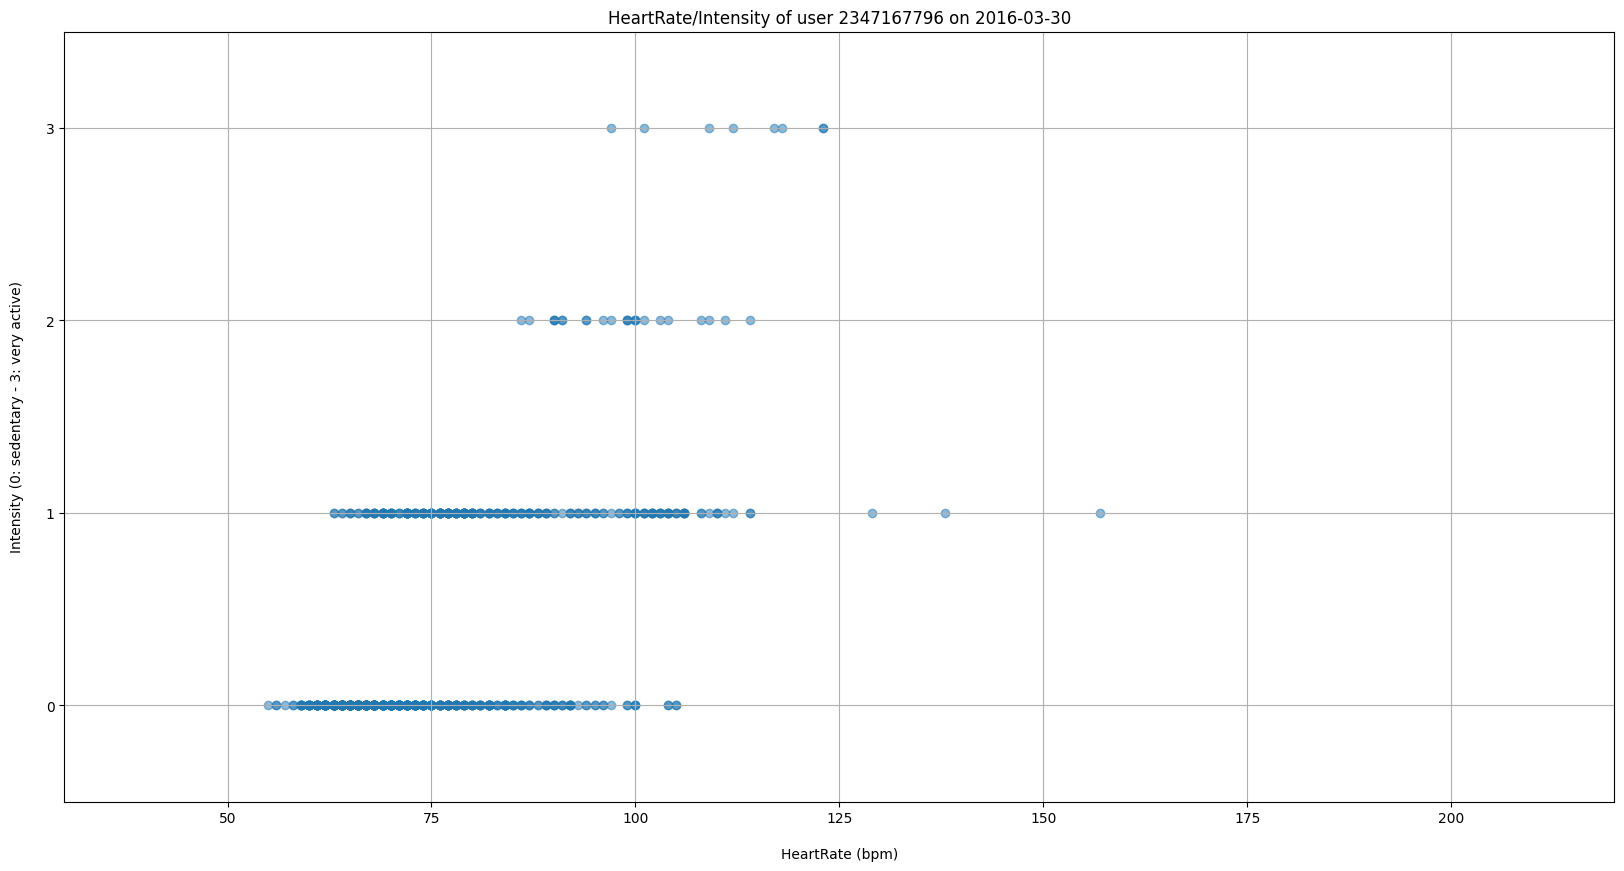 HeartRate/Intensity of user 2347167796 on 2016-03-30
Intensity (0: sedentary - 3: very active)
3
2
1
0
50 75 100 125 150 175 200
HeartRate (bpm)